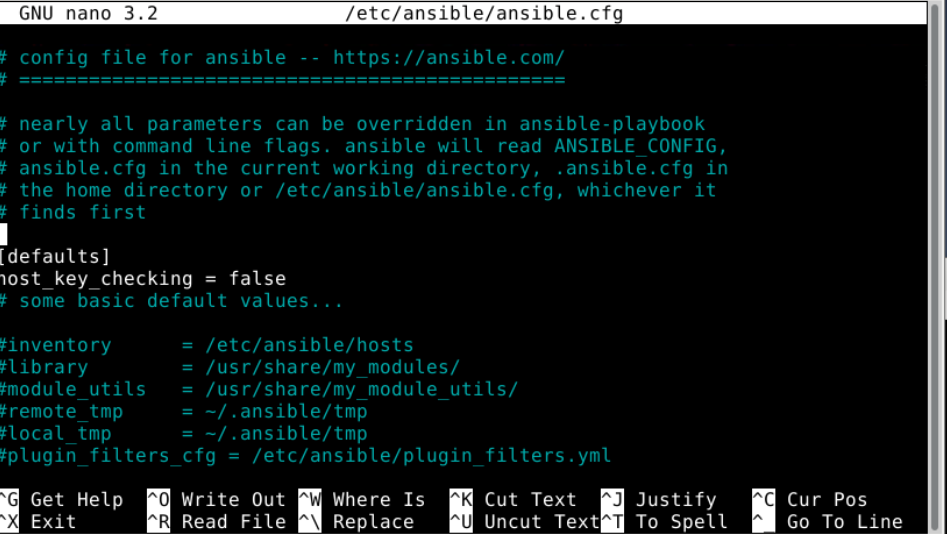 GNU nano 3.2 /etc/ansible/ansible.cfg
# config file for ansible -- https://ansible.com/
# ===============================================
# nearly all parameters can be overridden in ansible-playbook
# or with command line flags. ansible will read ANSIBLE_CONFIG,
# ansible.cfg in the current working directory, .ansible.cfg in
# the home directory or /etc/ansible/ansible.cfg, whichever it
# finds first
[defaults]
host_key_checking = false
# some basic default values...
#inventory = /etc/ansible/hosts
#library = /usr/share/my_modules/
#module_utils = /usr/share/my_module_utils/
#remote_tmp = ~/.ansible/tmp
#local_tmp = ~/.ansible/tmp
#plugin_filters_cfg = /etc/ansible/plugin_filters.yml
^G Get Help ^O Write Out ^W Where Is ^K Cut Text ^J Justify ^C Cur Pos
^X Exit ^R Read File ^\ Replace ^U Uncut Text ^T To Spell ^_ Go To Line